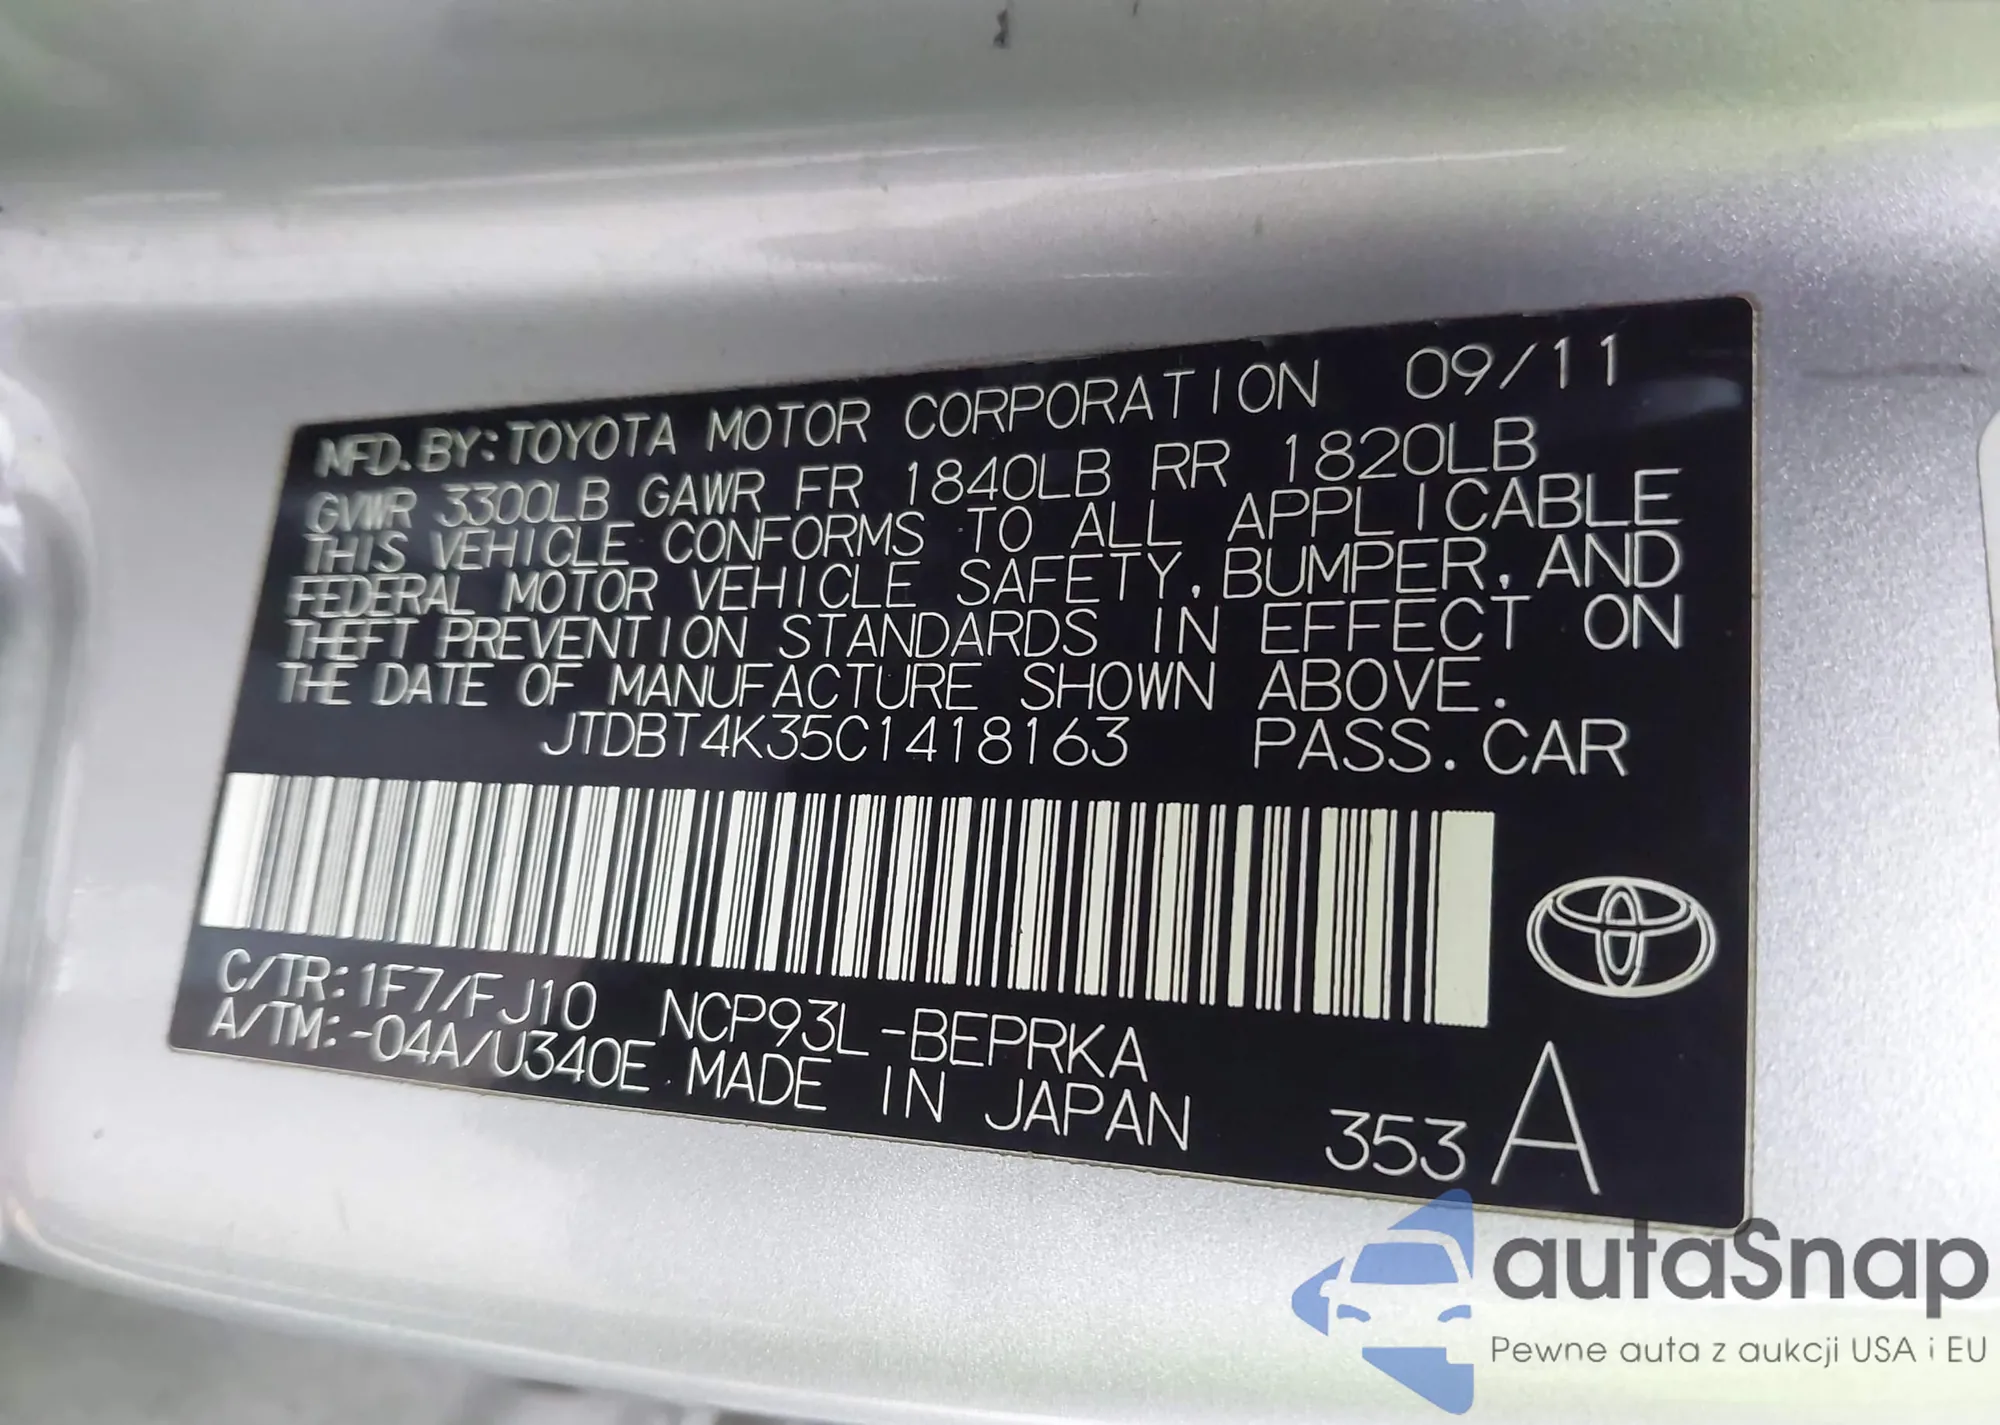 MFD. BY: TOYOTA MOTOR CORPORATION 09/11
GVWR 3300LB GAWR FR 1840LB RR 1820LB
THIS VEHICLE CONFORMS TO ALL APPLICABLE
FEDERAL MOTOR VEHICLE SAFETY, BUMPER, AND
THEFT PREVENTION STANDARDS IN EFFECT ON
THE DATE OF MANUFACTURE SHOWN ABOVE.
JTDBT4K35C1418163 PASS. CAR
C/TR: 1F7/FJ10 NCP93L-BEPRKA
A/TM: -04A/U340E MADE IN JAPAN
353 A
autaSnap
Pewne auta z aukcji USA i EU